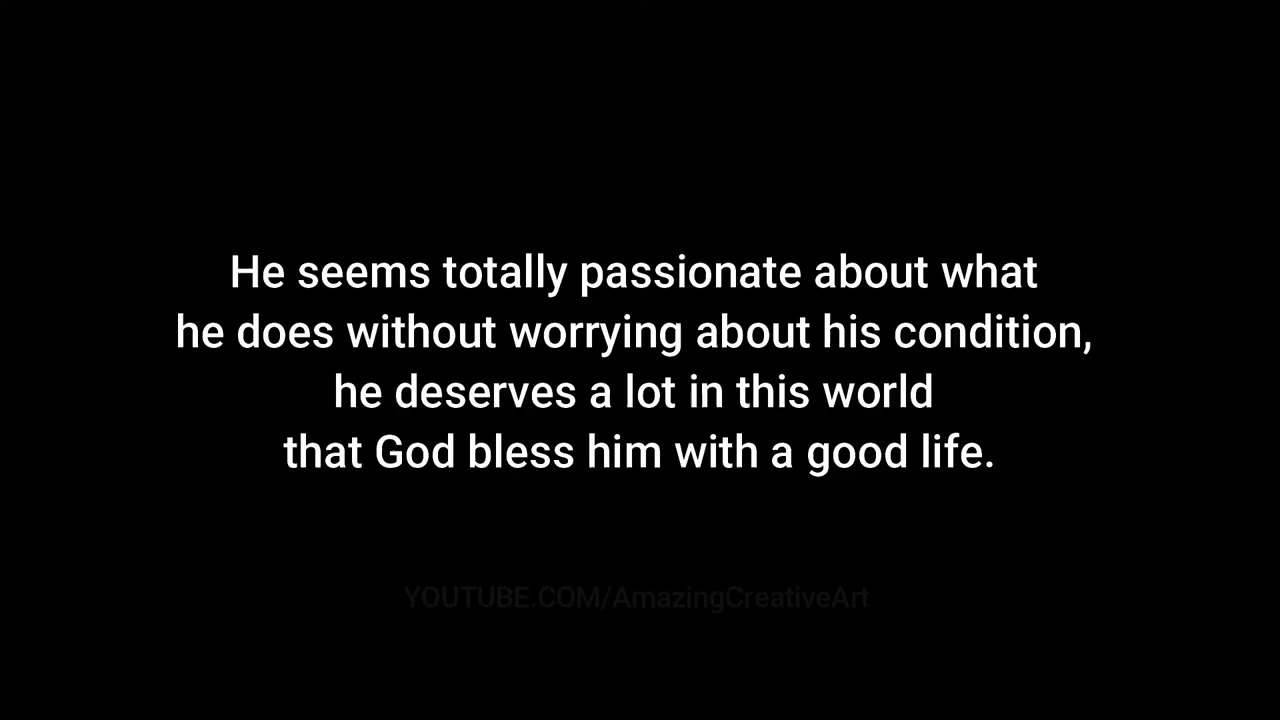 He seems totally passionate about what
he does without worrying about his condition,
he deserves a lot in this world
that God bless him with a good life.
YOUTUBE.COM/AmazingCreativeArt